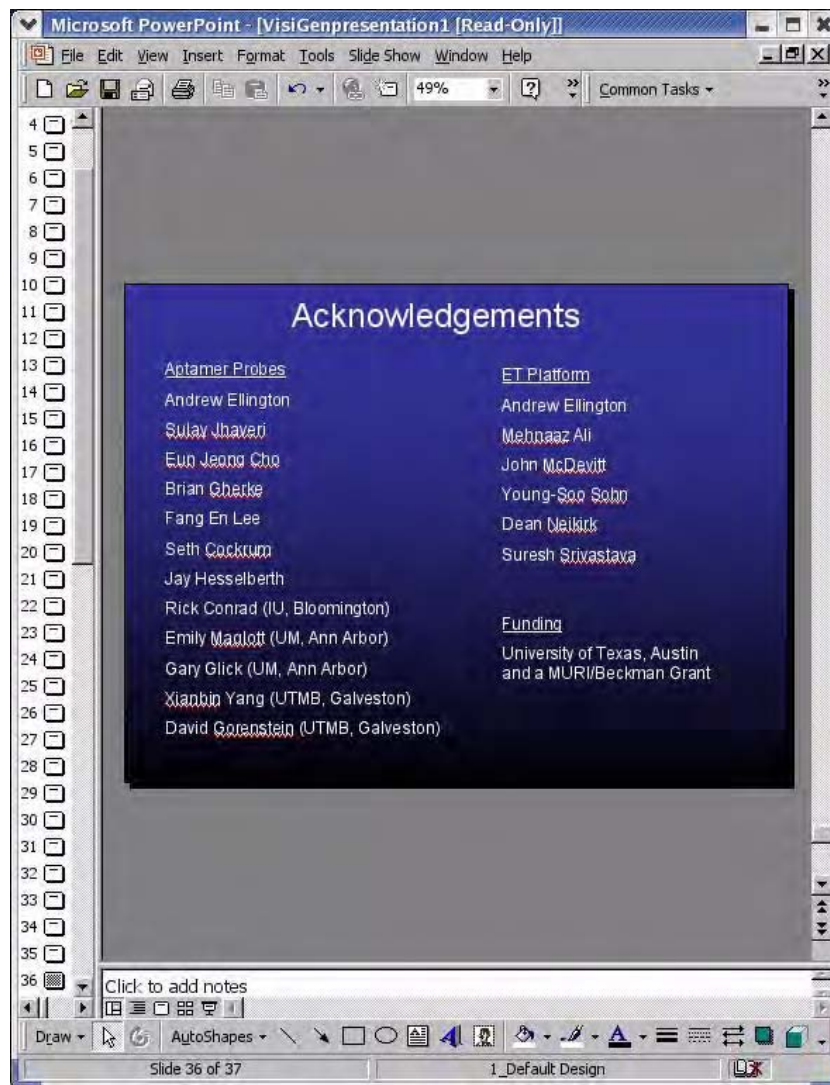 Microsoft PowerPoint - [VisiGenpresentation1 [Read-Only]]
File Edit View Insert Format Tools Slide Show Window Help
49% Common Tasks
4
5
6
7
8
9
10
11
12
13
14
15
16
17
18
19
20
21
22
23
24
25
26
27
28
29
30
31
32
33
34
35
36
Acknowledgements
Aptamer Probes
Andrew Ellington
Sulay Jhaveri
Eun Jeong Cho
Brian Gherke
Fang En Lee
Seth Cockrum
Jay Hesselberth
Rick Conrad (IU, Bloomington)
Emily Maglott (UM, Ann Arbor)
Gary Glick (UM, Ann Arbor)
Xianbin Yang (UTMB, Galveston)
David Gorenstein (UTMB, Galveston)
ET Platform
Andrew Ellington
Mehnaaz Ali
John McDevitt
Young-Soo Sohn
Dean Neikirk
Suresh Srivastava
Funding
University of Texas, Austin
and a MURI/Beckman Grant
Click to add notes
Draw AutoShapes
Slide 36 of 37 1_Default Design